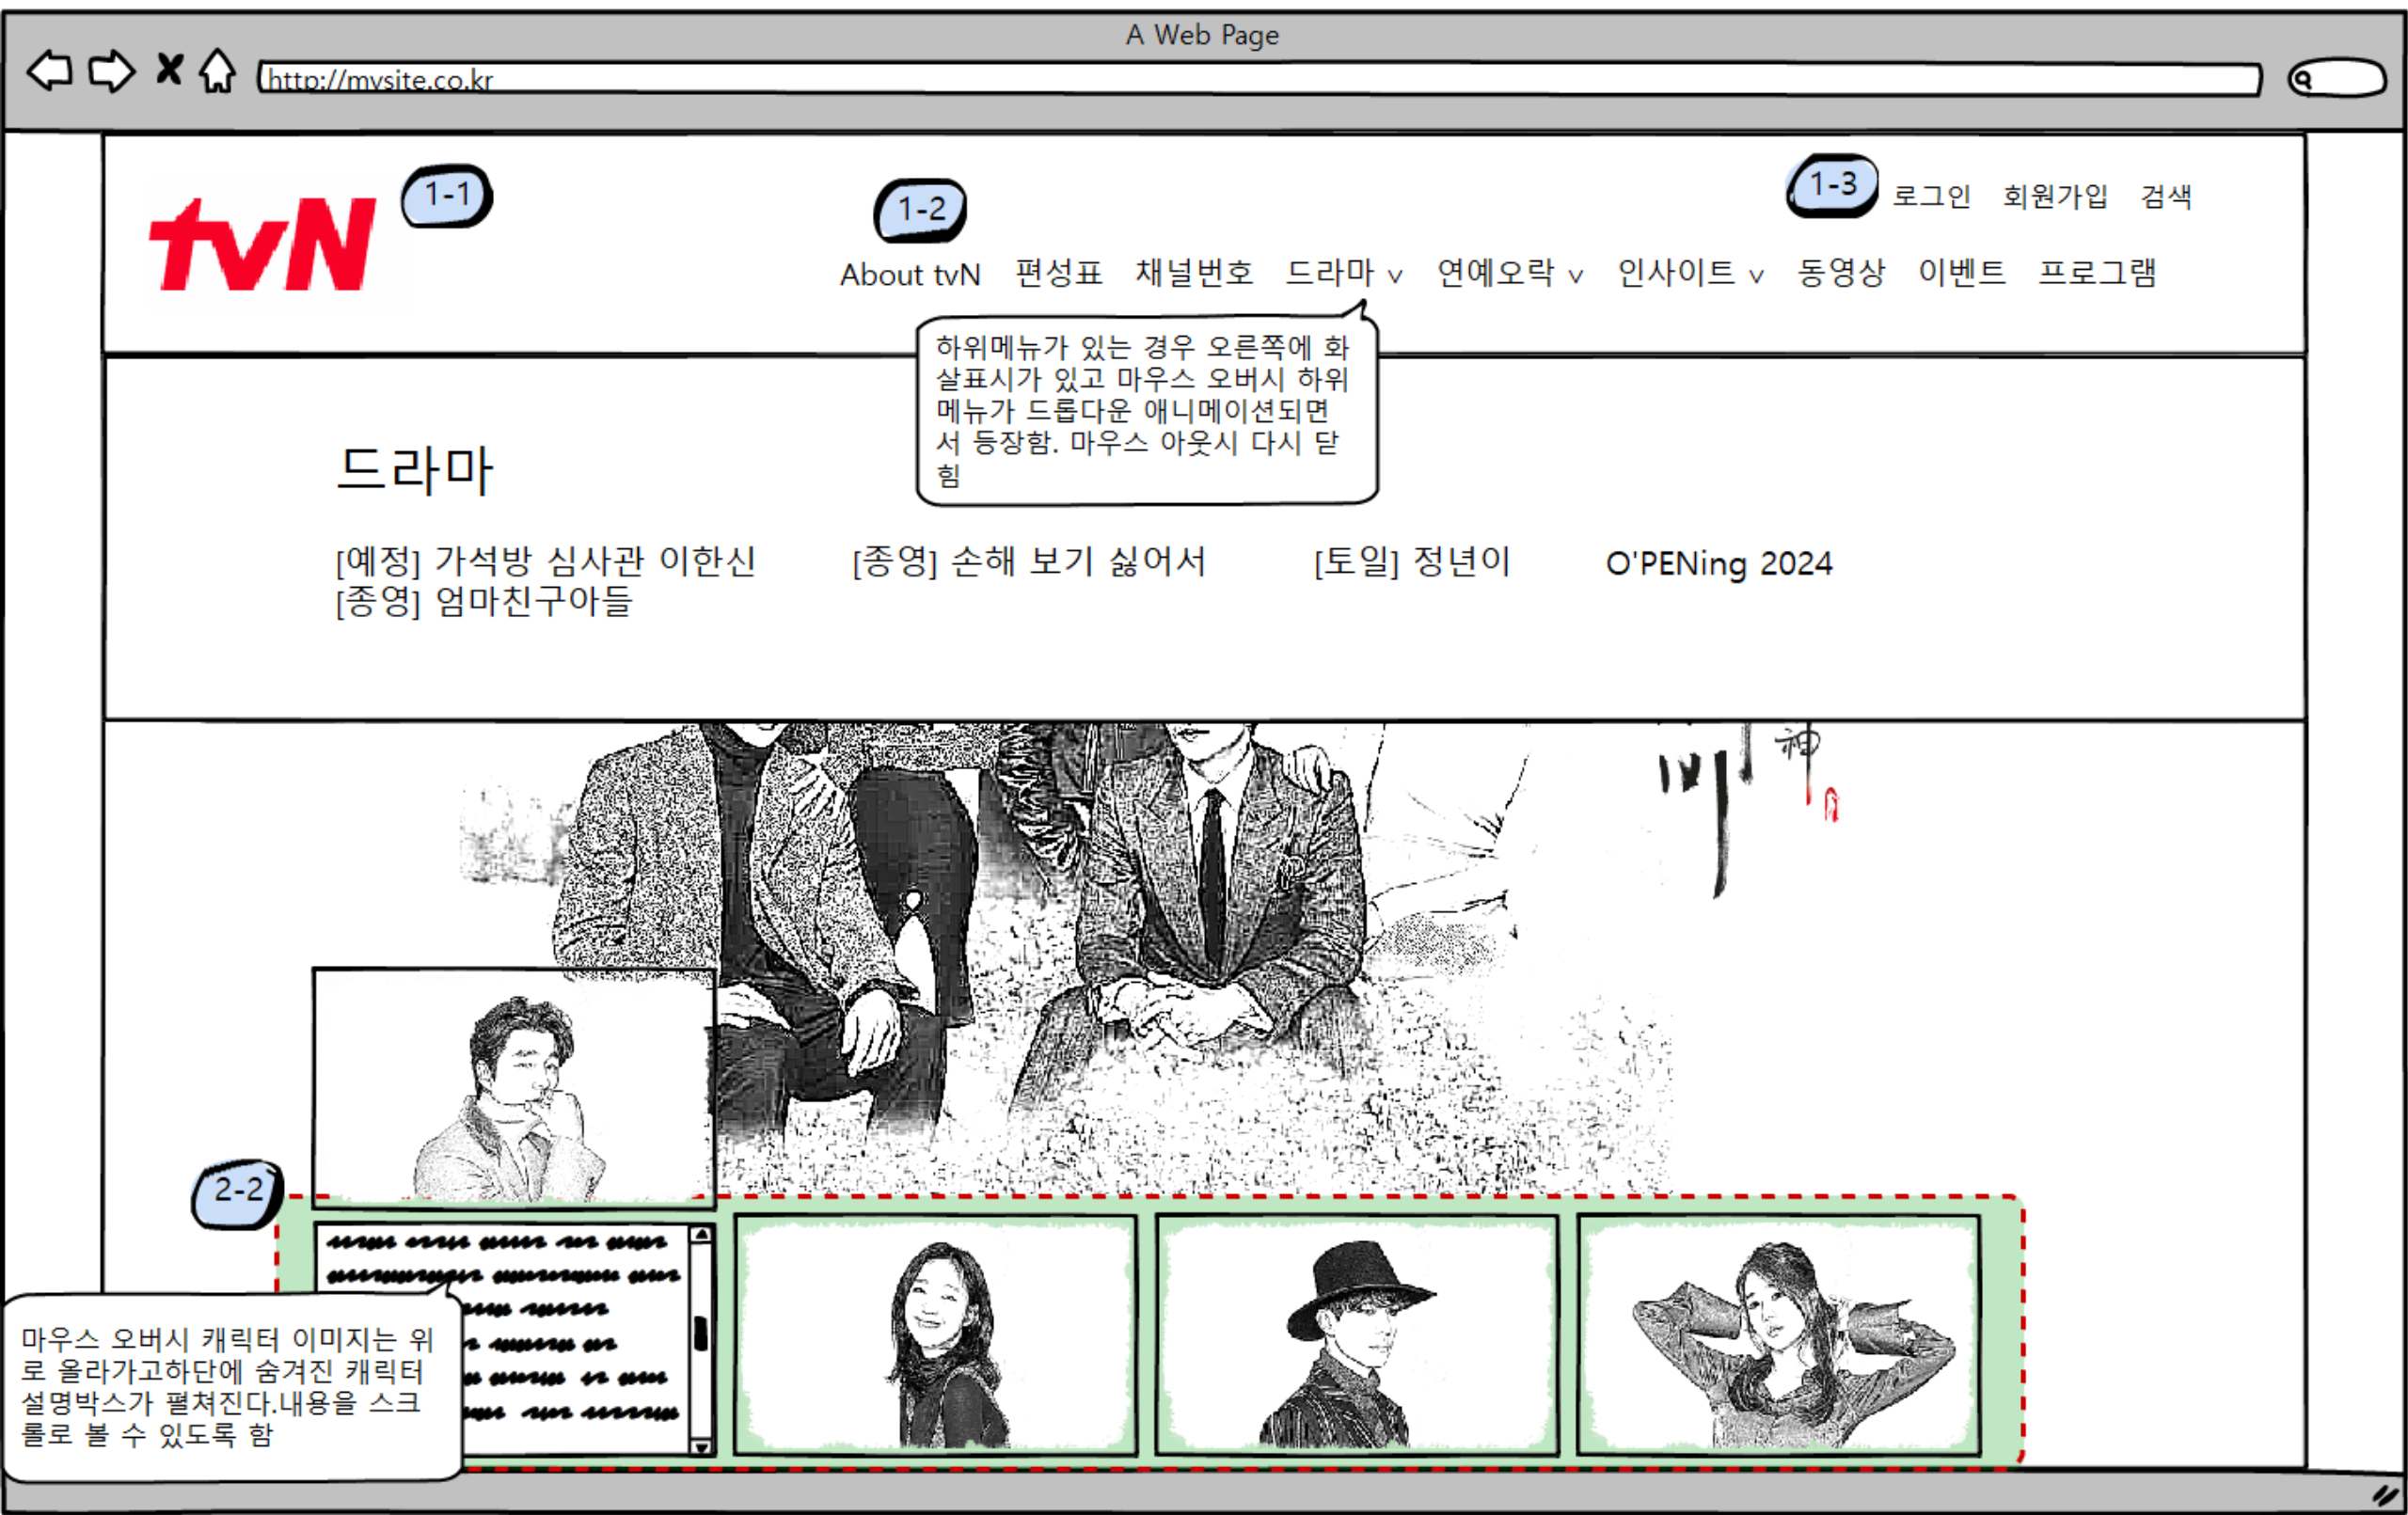 A Web Page
http://mysite.co.kr
tvN
1-1
1-2
1-3
로그인 회원가입 검색
About tvN 편성표 채널번호 드라마 ∨ 연예오락 ∨ 인사이트 ∨ 동영상 이벤트 프로그램
하위메뉴가 있는 경우 오른쪽에 화
살표시가 있고 마우스 오버시 하위
메뉴가 드롭다운 애니메이션되면
서 등장함. 마우스 아웃시 다시 닫
힘
드라마
[예정] 가석방 심사관 이한신 [종영] 손해 보기 싫어서 [토일] 정년이 O'PENing 2024
[종영] 엄마친구아들
神
2-2
마우스 오버시 캐릭터 이미지는 위
로 올라가고하단에 숨겨진 캐릭터
설명박스가 펼쳐진다.내용을 스크
롤로 볼 수 있도록 함